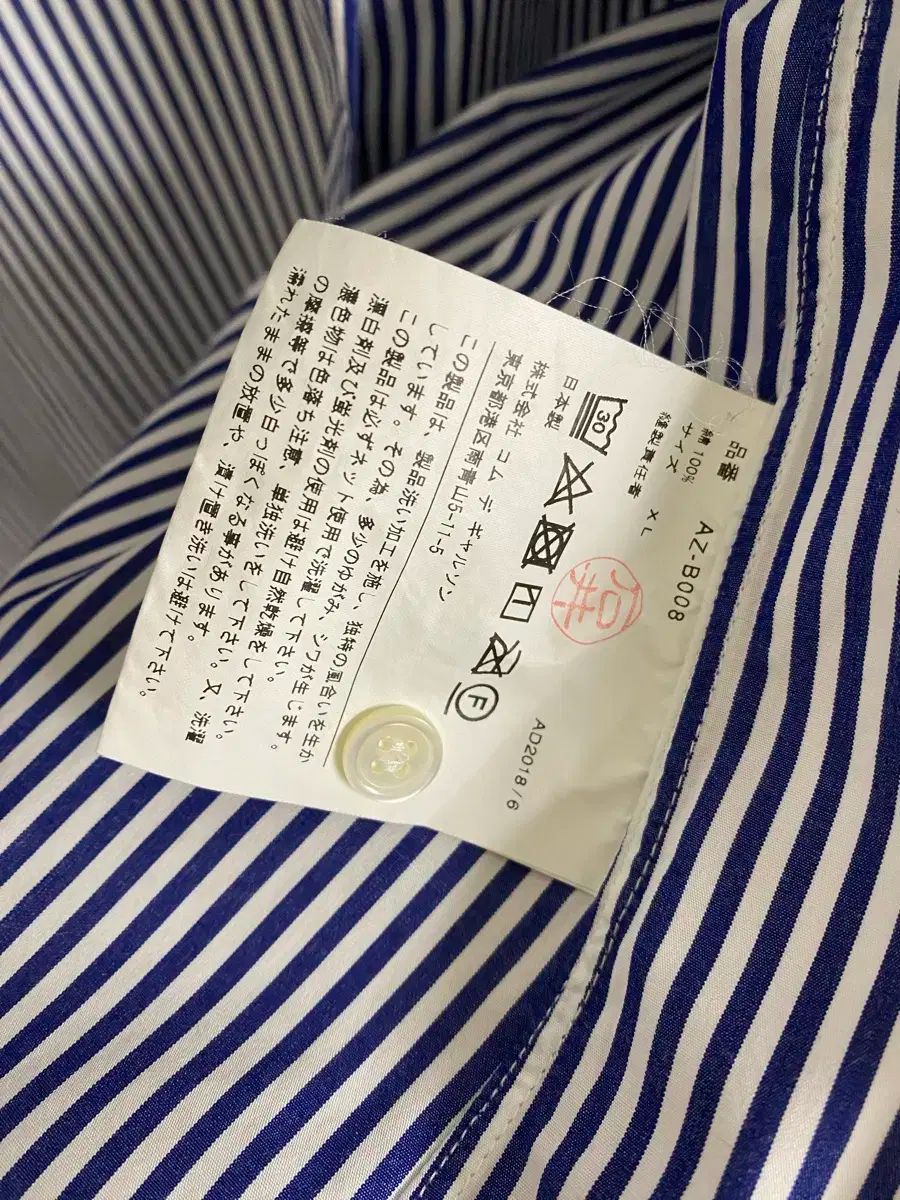 品番 AZ-B008
綿 100%
サイズ XL
縫製責任者
石井
30
F
AD2018/6
日本製
株式会社 コム デ ギャルソン
東京都港区南青山5-11-5
この製品は、製品洗い加工を施し、独特の風合いを生か
しています。その為、多少のゆがみ、シワが生じます。
この製品は必ずネット使用で洗濯して下さい。
漂白剤及び蛍光剤の使用は避け自然乾燥をして下さい。
濃色物は色落ち注意、単独洗いをして下さい。又、洗濯
の摩擦等で多少白っぽくなる事があります。
濡れたままの放置や、漬け置き洗いは避けて下さい。